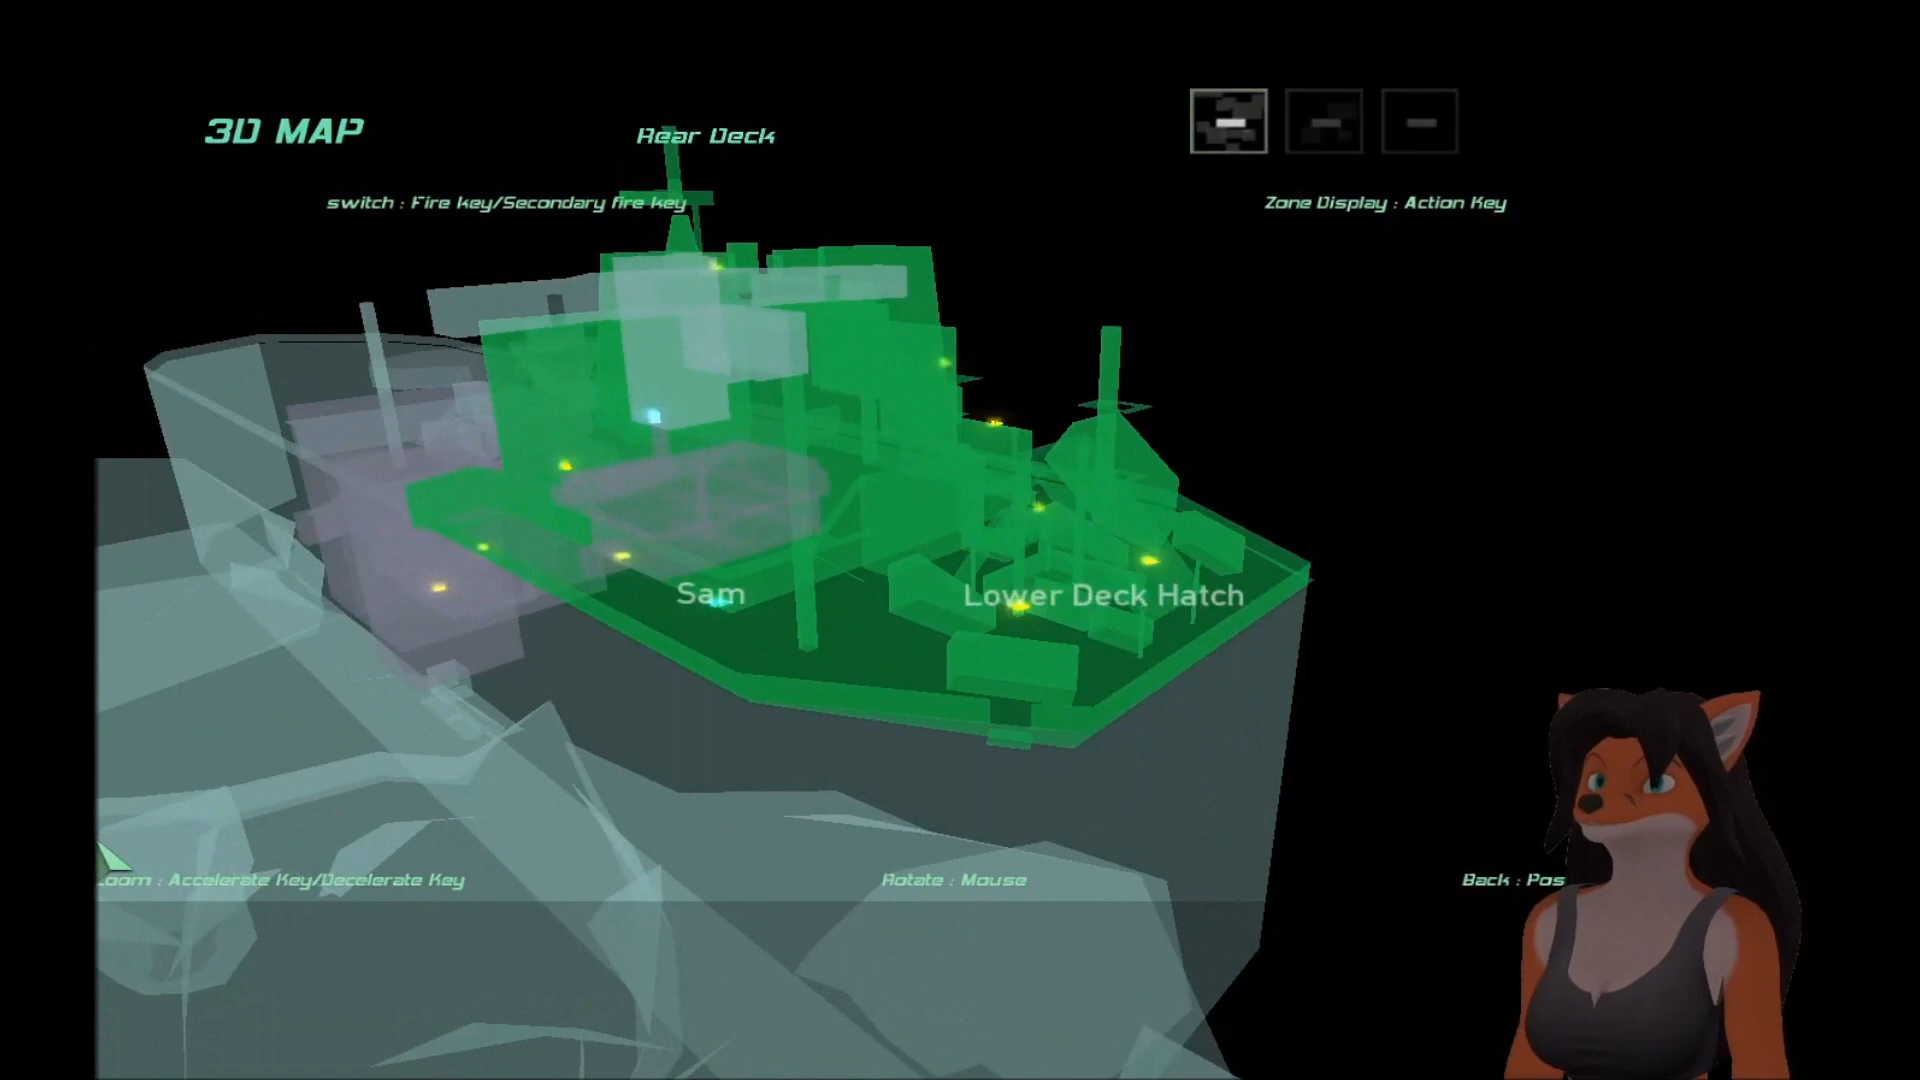 3D MAP
Rear Deck
switch : Fire key/Secondary fire key
Zone Display : Action Key
Sam
Lower Deck Hatch
oom : Accelerate Key/Decelerate Key
Rotate : Mouse
Back : Pos